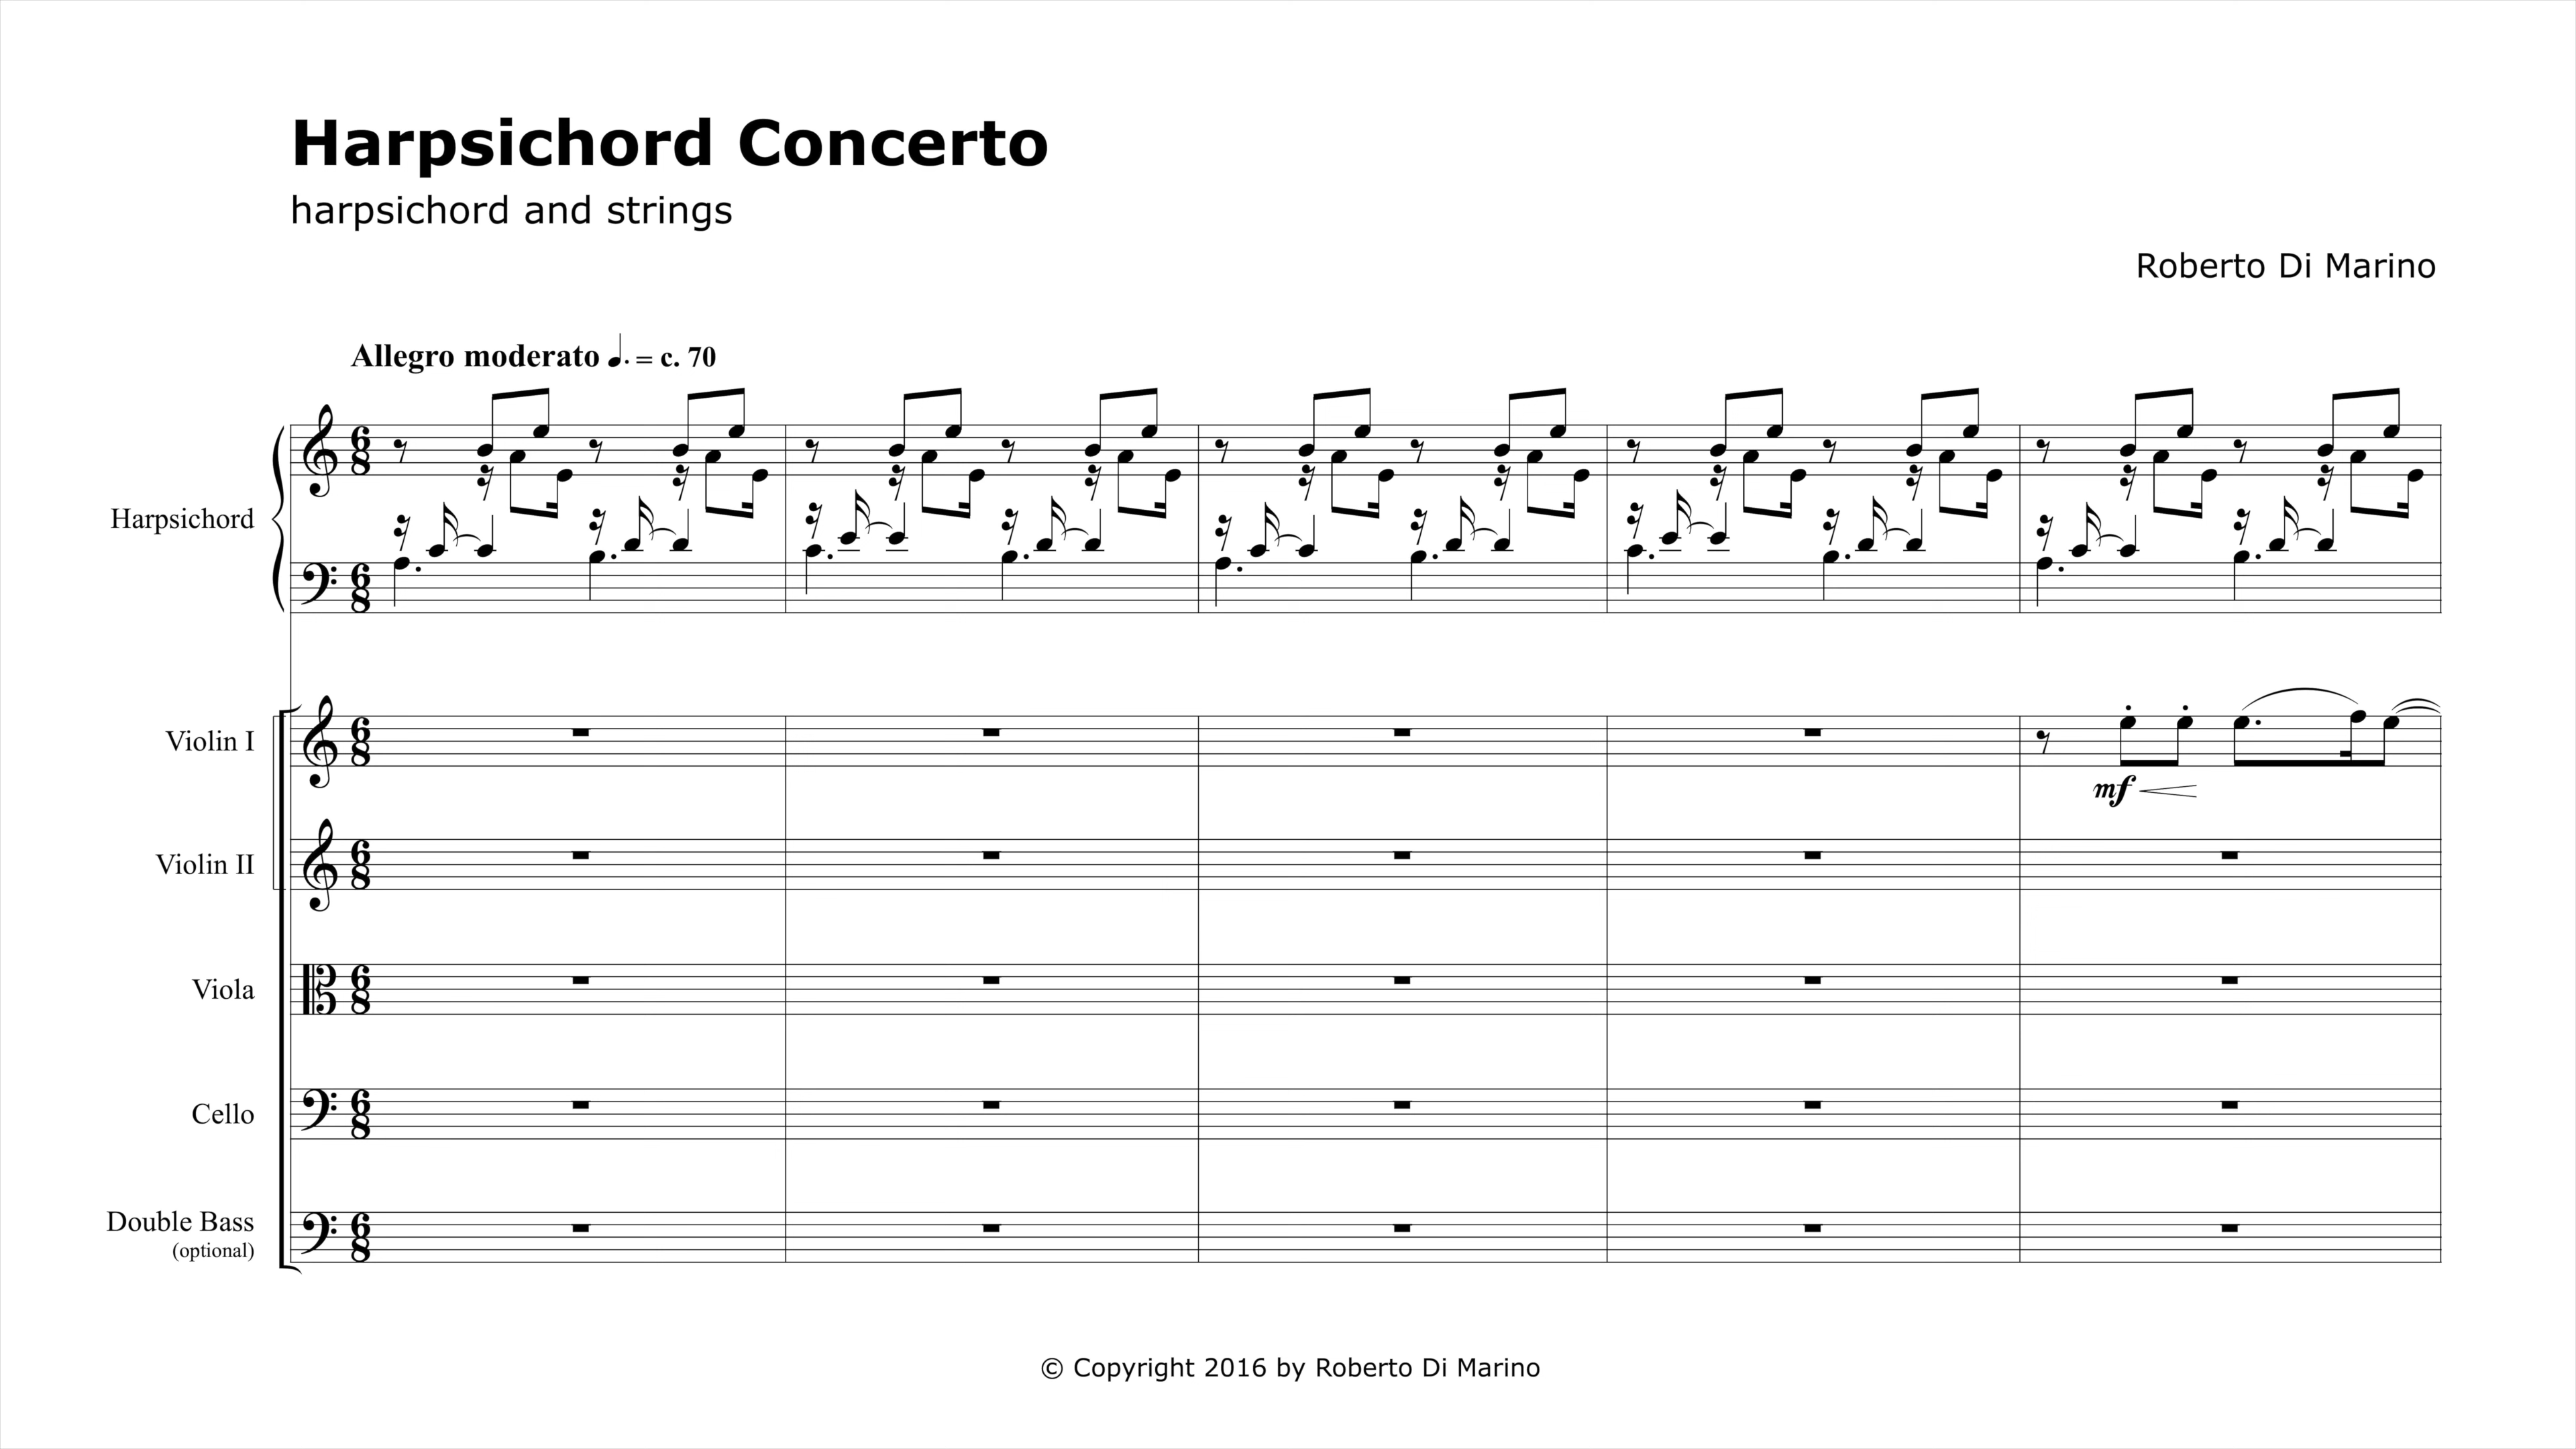 Harpsichord Concerto
harpsichord and strings
Roberto Di Marino
Allegro moderato ♩. = c. 70
Harpsichord
Violin I
mf
Violin II
Viola
Cello
Double Bass
(optional)
© Copyright 2016 by Roberto Di Marino